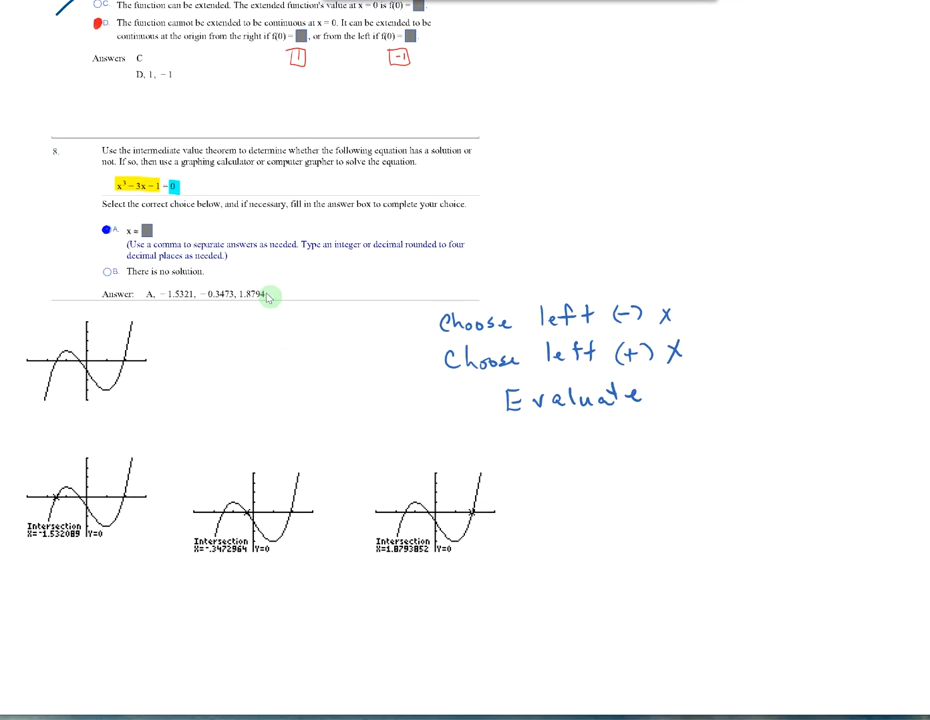 C. The function can be extended. The extended function's value at x = 0 is f(0) =
D. The function cannot be extended to be continuous at x = 0. It can be extended to be
continuous at the origin from the right if f(0) = , or from the left if f(0) = .
1 -1
Answers C
D, 1, - 1
8. Use the intermediate value theorem to determine whether the following equation has a solution or
not. If so, then use a graphing calculator or computer grapher to solve the equation.
x³ - 3x - 1 = 0
Select the correct choice below, and if necessary, fill in the answer box to complete your choice.
A. x =
(Use a comma to separate answers as needed. Type an integer or decimal rounded to four
decimal places as needed.)
B. There is no solution.
Answer: A, - 1.5321, - 0.3473, 1.8794
Choose left (-) x
Choose left (+) X
Evaluate
Intersection
X=-1.532089 Y=0
Intersection
X=-.3472964 Y=0
Intersection
X=1.8793852 Y=0